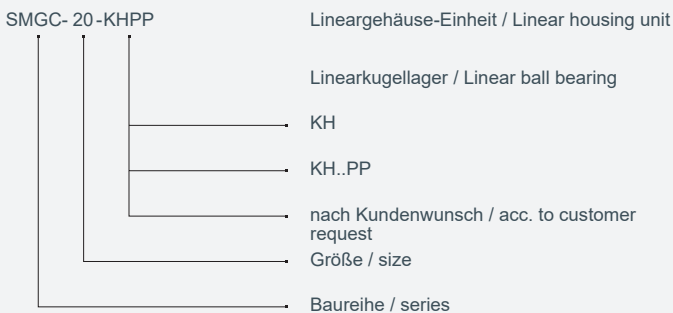 SMGC- 20 -KHPP Lineargehäuse-Einheit / Linear housing unit
Linearkugellager / Linear ball bearing
KH
KH..PP
nach Kundenwunsch / acc. to customer
request
Größe / size
Baureihe / series